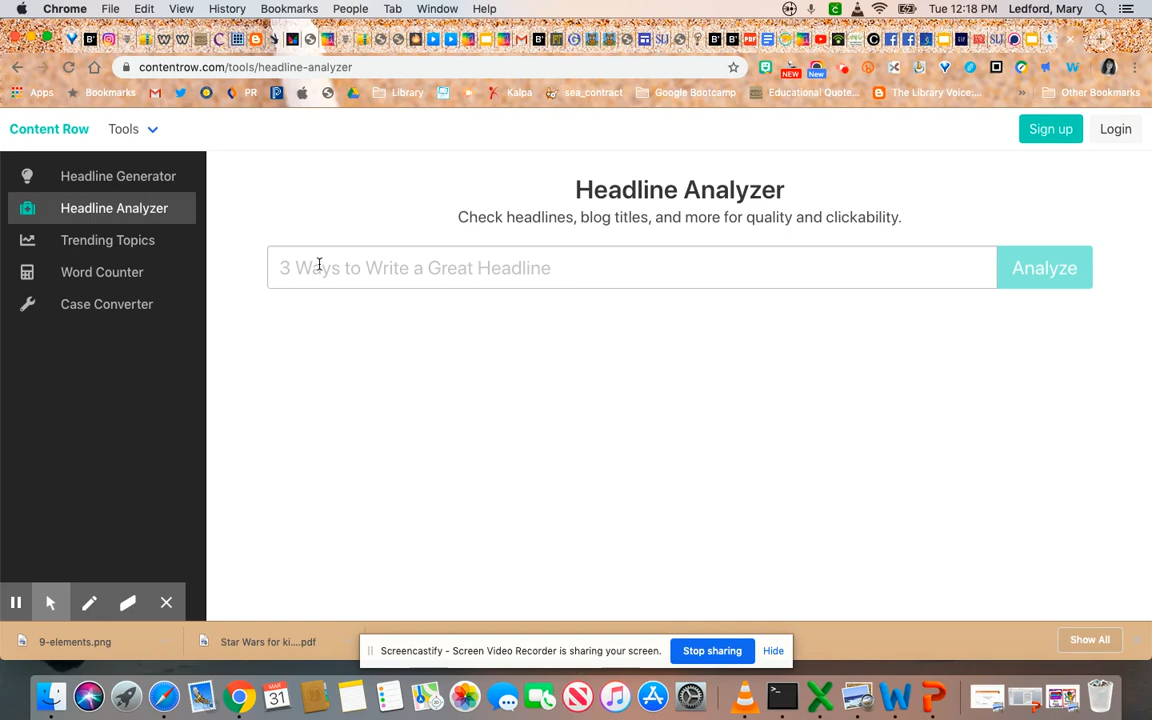 Chrome File Edit View History Bookmarks People Tab Window Help Tue 12:18 PM Ledford, Mary
contentrow.com/tools/headline-analyzer
NEW New
Apps Bookmarks PR Library Kalpa sea_contract Google Bootcamp Educational Quote... The Library Voice:... » Other Bookmarks
Content Row Tools Sign up Login
Headline Generator
Headline Analyzer
Trending Topics
Word Counter
Case Converter
Headline Analyzer
Check headlines, blog titles, and more for quality and clickability.
3 Ways to Write a Great Headline Analyze
9-elements.png Star Wars for ki....pdf Show All
Screencastify - Screen Video Recorder is sharing your screen. Stop sharing Hide